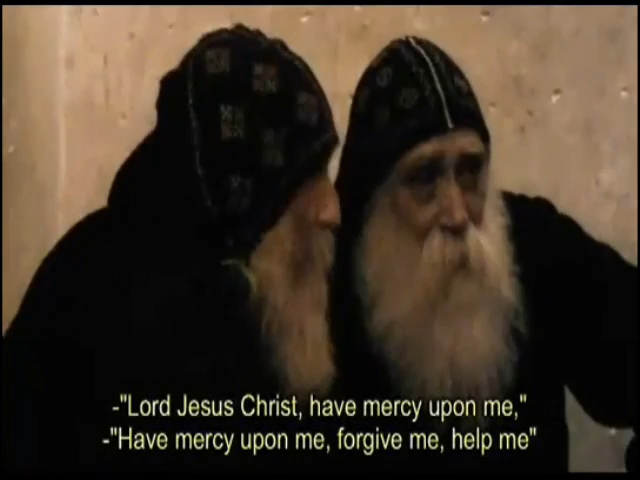 -"Lord Jesus Christ, have mercy upon me,"
-"Have mercy upon me, forgive me, help me"